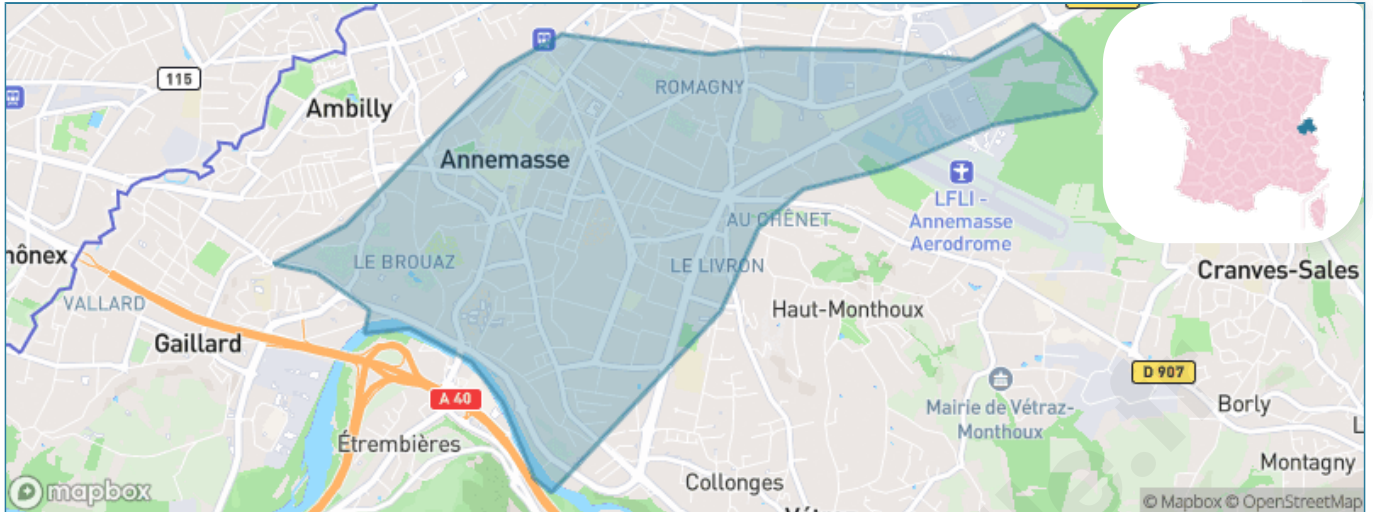 115
Ambilly
ROMAGNY
Annemasse
LFLI -
Annemasse
Aerodrome
AU CHÊNET
hônex
LE BROUAZ
LE LIVRON
Cranves-Sales
VALLARD
Haut-Monthoux
Gaillard
D 907
A 40
Mairie de Vétraz-
Monthoux
Borly
Étrembières
Montagny
Collonges
mapbox
© Mapbox © OpenStreetMap